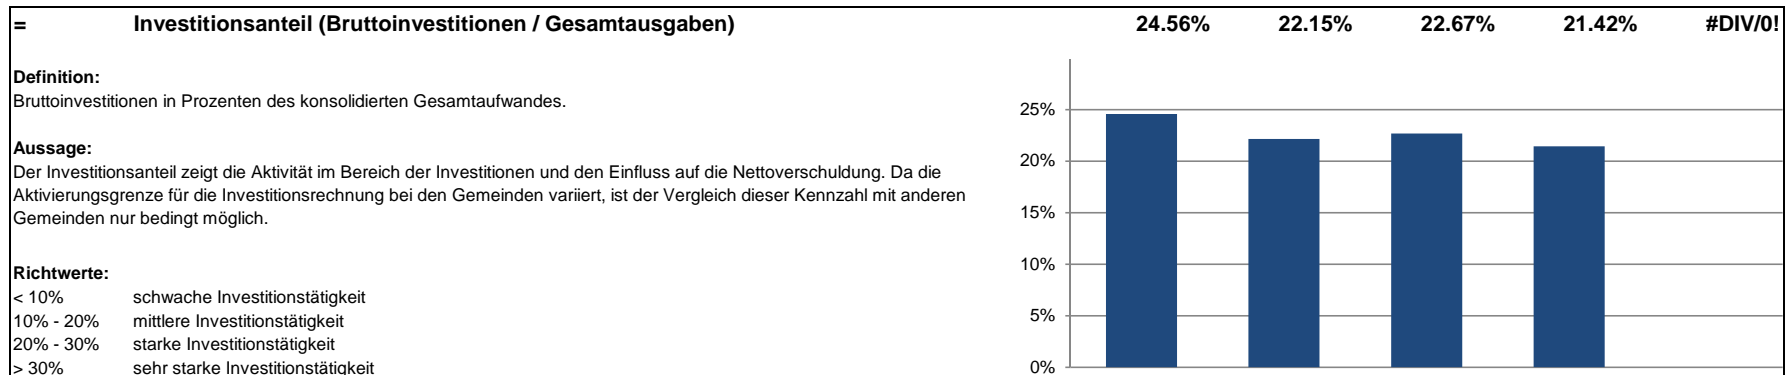 = Investitionsanteil (Bruttoinvestitionen / Gesamtausgaben) 24.56% 22.15% 22.67% 21.42% #DIV/0!
Definition:
Bruttoinvestitionen in Prozenten des konsolidierten Gesamtaufwandes.
Aussage:
Der Investitionsanteil zeigt die Aktivität im Bereich der Investitionen und den Einfluss auf die Nettoverschuldung. Da die
Aktivierungsgrenze für die Investitionsrechnung bei den Gemeinden variiert, ist der Vergleich dieser Kennzahl mit anderen
Gemeinden nur bedingt möglich.
Richtwerte:
< 10% schwache Investitionstätigkeit
10% - 20% mittlere Investitionstätigkeit
20% - 30% starke Investitionstätigkeit
> 30% sehr starke Investitionstätigkeit
25%
20%
15%
10%
5%
0%